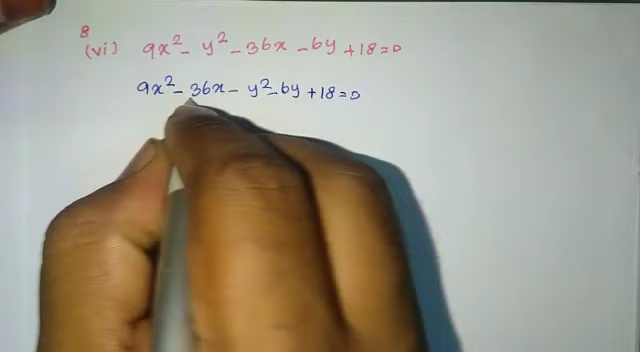 8
(vi) 9x² - y² - 36x - 6y + 18 = 0
9x² - 36x - y² - 6y + 18 = 0